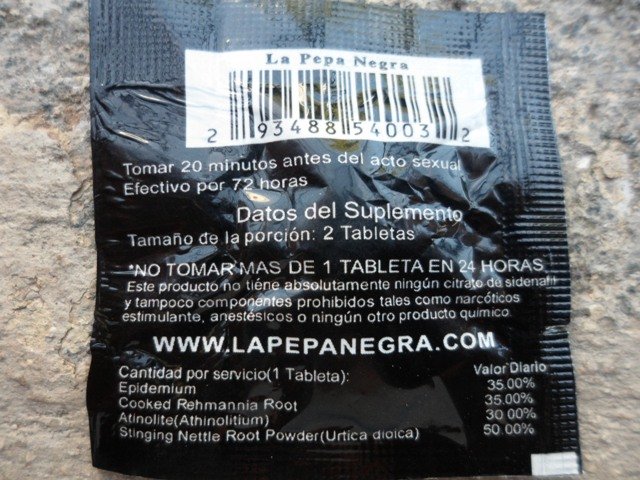 La Pepa Negra
2 93488 54003 2
Tomar 20 minutos antes del acto sexual
Efectivo por 72 horas
Datos del Suplemento
Tamaño de la porción: 2 Tabletas
*NO TOMAR MAS DE 1 TABLETA EN 24 HORAS
Este producto no tiéne absolutamente ningún citrato de sidenafil
y tampoco componentes prohibidos tales como narcóticos
estimulante, anestésicos o ningún otro producto químico
WWW.LAPEPANEGRA.COM
Cantidad por servicio(1 Tableta): Valor Diario
Epidemium 35.00%
Cooked Rehmannia Root 35.00%
Atinolite(Athinolitium) 30.00%
Stinging Nettle Root Powder(Urtica dioica) 50.00%